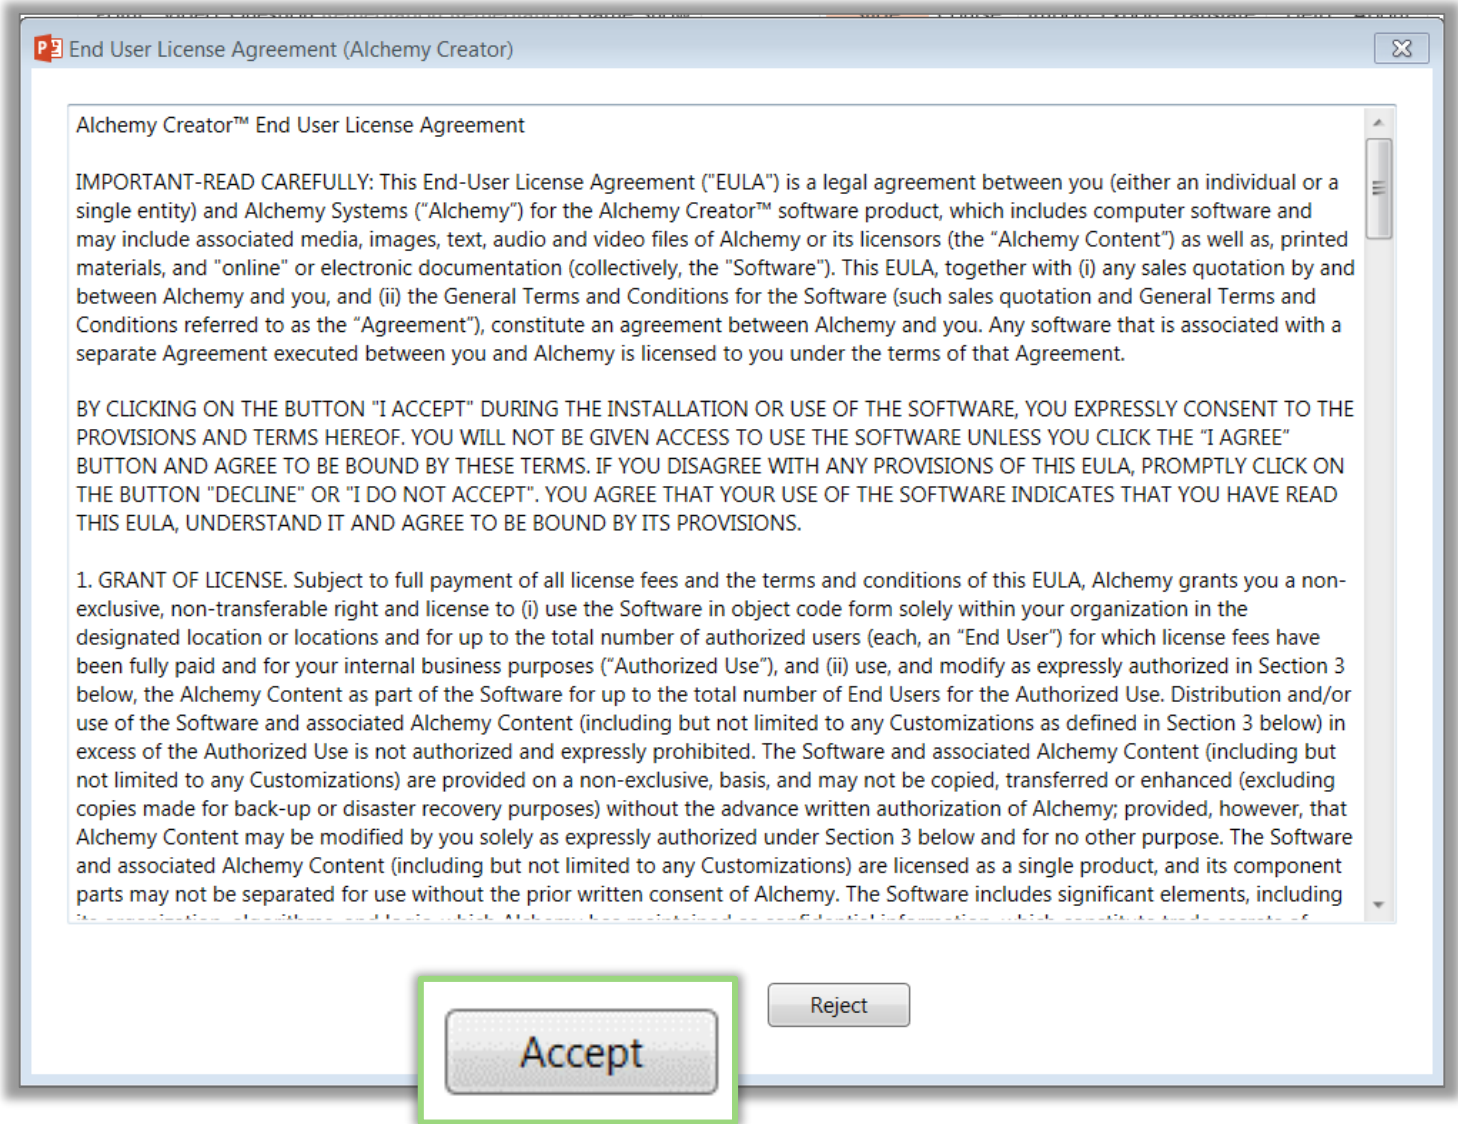 End User License Agreement (Alchemy Creator)
Alchemy Creator™ End User License Agreement
IMPORTANT-READ CAREFULLY: This End-User License Agreement ("EULA") is a legal agreement between you (either an individual or a
single entity) and Alchemy Systems (“Alchemy”) for the Alchemy Creator™ software product, which includes computer software and
may include associated media, images, text, audio and video files of Alchemy or its licensors (the “Alchemy Content”) as well as, printed
materials, and "online" or electronic documentation (collectively, the "Software"). This EULA, together with (i) any sales quotation by and
between Alchemy and you, and (ii) the General Terms and Conditions for the Software (such sales quotation and General Terms and
Conditions referred to as the “Agreement”), constitute an agreement between Alchemy and you. Any software that is associated with a
separate Agreement executed between you and Alchemy is licensed to you under the terms of that Agreement.
BY CLICKING ON THE BUTTON "I ACCEPT" DURING THE INSTALLATION OR USE OF THE SOFTWARE, YOU EXPRESSLY CONSENT TO THE
PROVISIONS AND TERMS HEREOF. YOU WILL NOT BE GIVEN ACCESS TO USE THE SOFTWARE UNLESS YOU CLICK THE “I AGREE”
BUTTON AND AGREE TO BE BOUND BY THESE TERMS. IF YOU DISAGREE WITH ANY PROVISIONS OF THIS EULA, PROMPTLY CLICK ON
THE BUTTON "DECLINE" OR "I DO NOT ACCEPT". YOU AGREE THAT YOUR USE OF THE SOFTWARE INDICATES THAT YOU HAVE READ
THIS EULA, UNDERSTAND IT AND AGREE TO BE BOUND BY ITS PROVISIONS.
1. GRANT OF LICENSE. Subject to full payment of all license fees and the terms and conditions of this EULA, Alchemy grants you a non-
exclusive, non-transferable right and license to (i) use the Software in object code form solely within your organization in the
designated location or locations and for up to the total number of authorized users (each, an “End User”) for which license fees have
been fully paid and for your internal business purposes (“Authorized Use”), and (ii) use, and modify as expressly authorized in Section 3
below, the Alchemy Content as part of the Software for up to the total number of End Users for the Authorized Use. Distribution and/or
use of the Software and associated Alchemy Content (including but not limited to any Customizations as defined in Section 3 below) in
excess of the Authorized Use is not authorized and expressly prohibited. The Software and associated Alchemy Content (including but
not limited to any Customizations) are provided on a non-exclusive, basis, and may not be copied, transferred or enhanced (excluding
copies made for back-up or disaster recovery purposes) without the advance written authorization of Alchemy; provided, however, that
Alchemy Content may be modified by you solely as expressly authorized under Section 3 below and for no other purpose. The Software
and associated Alchemy Content (including but not limited to any Customizations) are licensed as a single product, and its component
parts may not be separated for use without the prior written consent of Alchemy. The Software includes significant elements, including
Reject
Accept